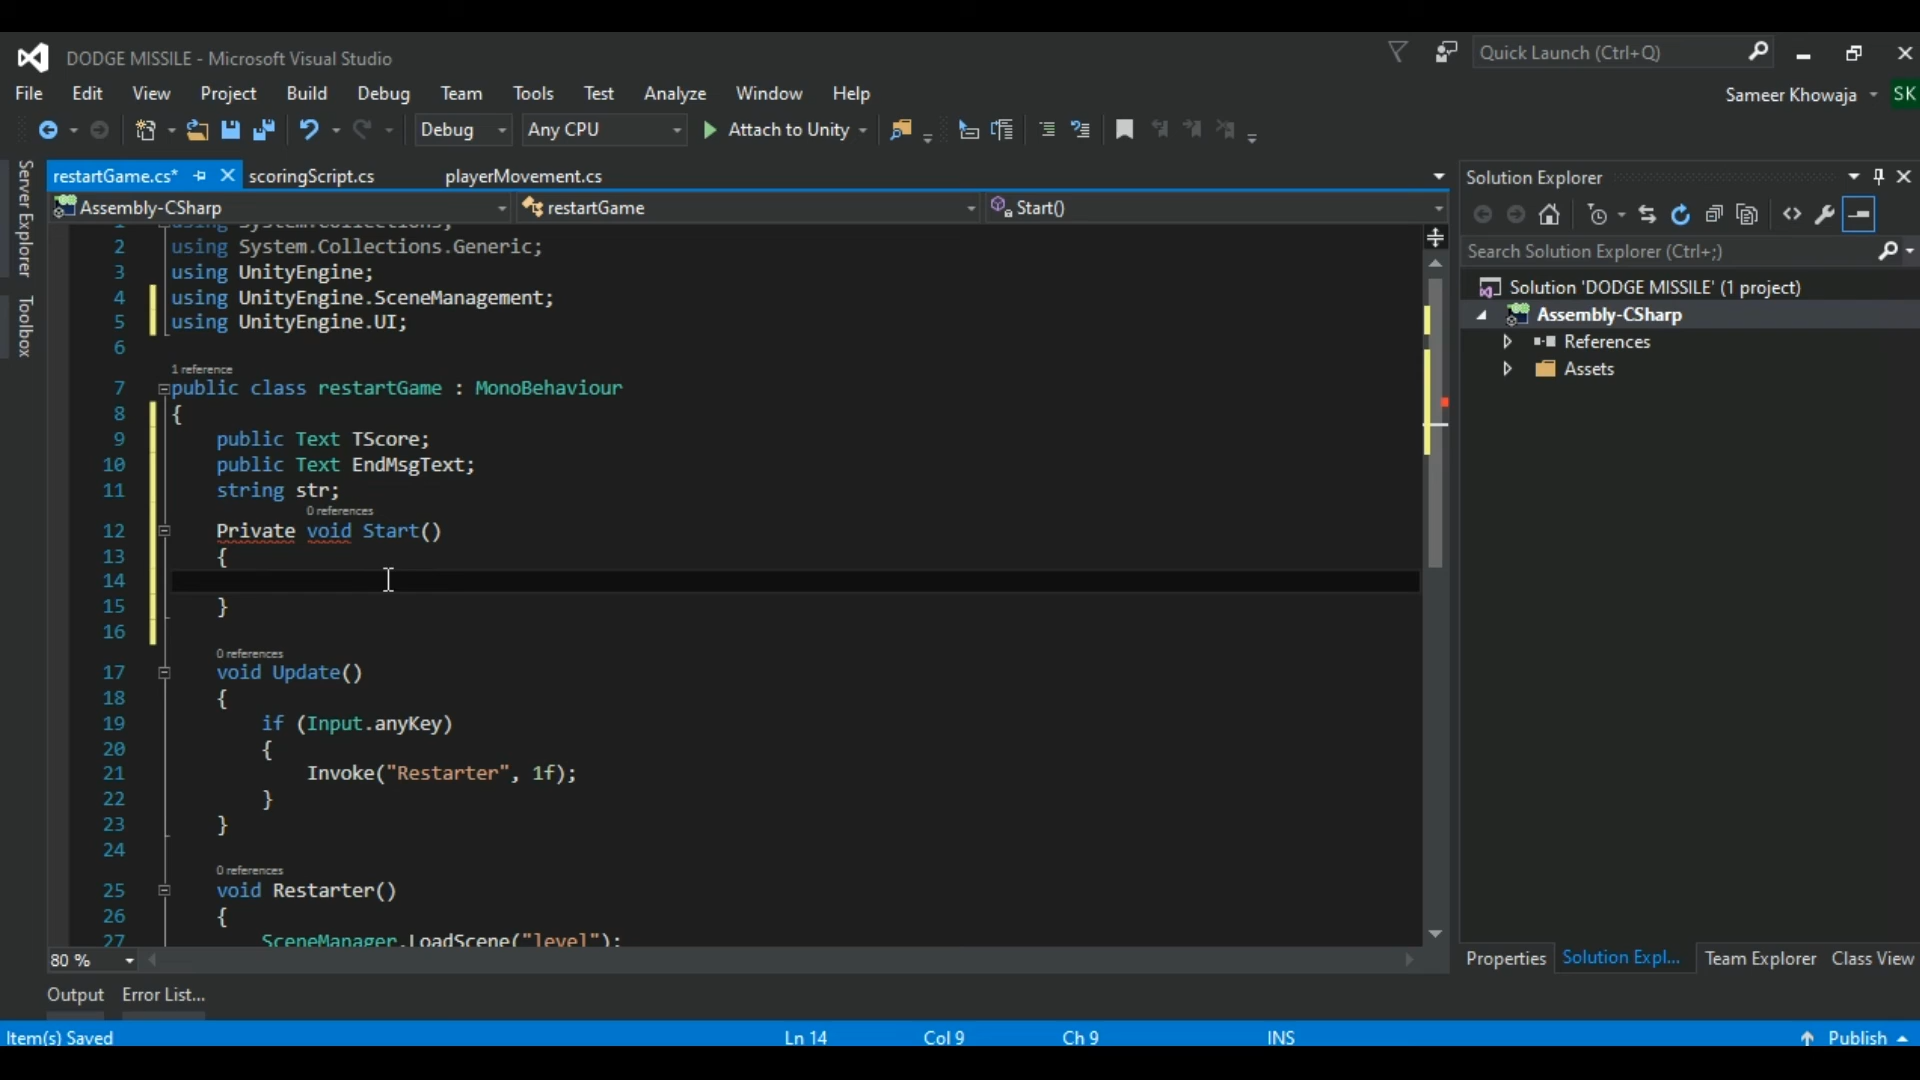 DODGE MISSILE - Microsoft Visual Studio
Quick Launch (Ctrl+Q)
File Edit View Project Build Debug Team Tools Test Analyze Window Help
Sameer Khowaja SK
Debug Any CPU Attach to Unity
Server Explorer
Toolbox
restartGame.cs* scoringScript.cs playerMovement.cs
Assembly-CSharp restartGame Start()
1 using System.Collections;
2 using System.Collections.Generic;
3 using UnityEngine;
4 using UnityEngine.SceneManagement;
5 using UnityEngine.UI;
6
1 reference
7 public class restartGame : MonoBehaviour
8 {
9 public Text TScore;
10 public Text EndMsgText;
11 string str;
0 references
12 Private void Start()
13 {
14
15 }
16
0 references
17 void Update()
18 {
19 if (Input.anyKey)
20 {
21 Invoke("Restarter", 1f);
22 }
23 }
24
0 references
25 void Restarter()
26 {
27 SceneManager.LoadScene("level");
80 %
Solution Explorer
Search Solution Explorer (Ctrl+;)
Solution 'DODGE MISSILE' (1 project)
Assembly-CSharp
References
Assets
Properties Solution Expl... Team Explorer Class View
Output Error List...
Item(s) Saved Ln 14 Col 9 Ch 9 INS Publish